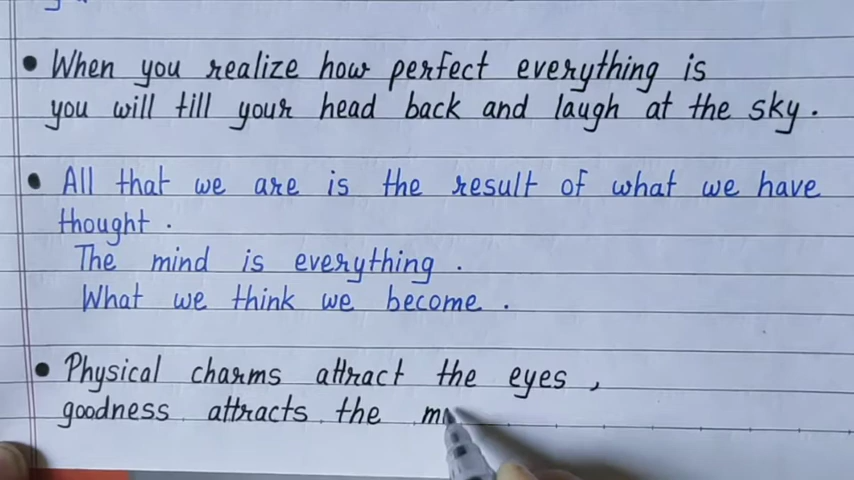 • When you realize how perfect everything is
you will till your head back and laugh at the sky.
• All that we are is the result of what we have
thought.
The mind is everything.
What we think we become.
• Physical charms attract the eyes,
goodness attracts the